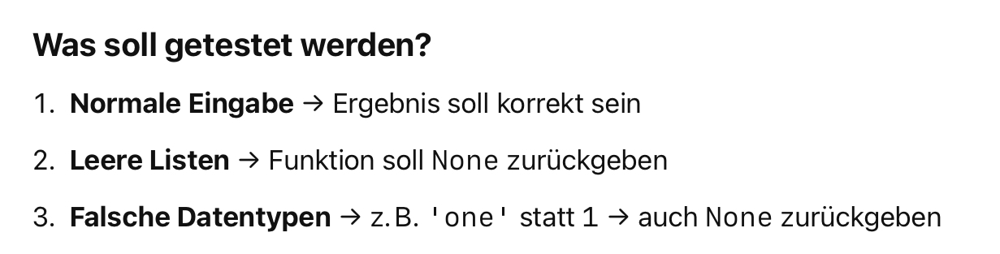 Was soll getestet werden?
1. Normale Eingabe → Ergebnis soll korrekt sein
2. Leere Listen → Funktion soll None zurückgeben
3. Falsche Datentypen → z. B. 'one' statt 1 → auch None zurückgeben